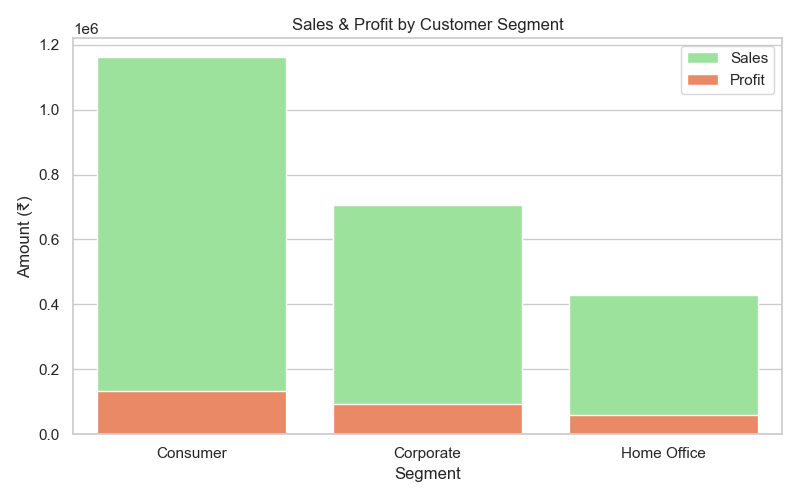 Sales & Profit by Customer Segment
1e6
1.2
1.0
0.8
0.6
0.4
0.2
0.0
Amount (₹)
Sales
Profit
Consumer
Corporate
Home Office
Segment